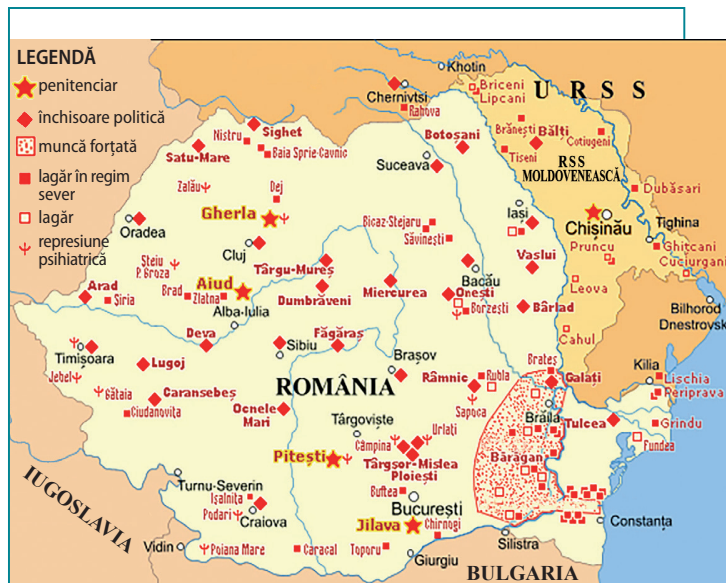 LEGENDĂ
penitenciar
închisoare politică
muncă forțată
lagăr în regim
sever
lagăr
represiune
psihiatrică
Khotin
Chernivtsi
Rahova
Briceni
Lipcani
U R S S
Brănești
Bălți
Cotiugeni
Tiseni
RSS
MOLDOVENEASCĂ
Dubăsari
Chișinău
Tighina
Pruncu
Ghițcani
Cuciurgani
Leova
Cahul
Bilhorod
Dnestrovsk
Nistru
Sighet
Satu-Mare
Baia Sprie-Cavnic
Botoșani
Suceava
Zalău
Dej
Gherla
Oradea
Cluj
Bicaz-Stejaru
Săvinești
Iași
Vaslui
Șteiu
P. Groza
Târgu-Mureș
Bacău
Arad
Șiria
Brad
Zlatna
Aiud
Alba-Iulia
Dumbrăveni
Miercurea
Onești
Borzești
Bârlad
Deva
Făgăraș
Sibiu
Timișoara
Lugoj
Jebel
Gătaia
Caransebeș
Ciudanovița
Ocnele
Mari
ROMÂNIA
Brașov
Râmnic
Rubla
Sapoca
Brateș
Galați
Kilia
Lischia
Periprava
Brăila
Tulcea
Grindu
Fundea
Târgoviște
Câmpina
Urlați
Pitești
Târgșor-Mislea
Ploiești
Bărăgan
Turnu-Severin
Ișalnița
Podari
Craiova
Buftea
București
Jilava
Chirnogi
Constanța
IUGOSLAVIA
Vidin
Poiana Mare
Caracal
Toporu
Giurgiu
Silistra
BULGARIA